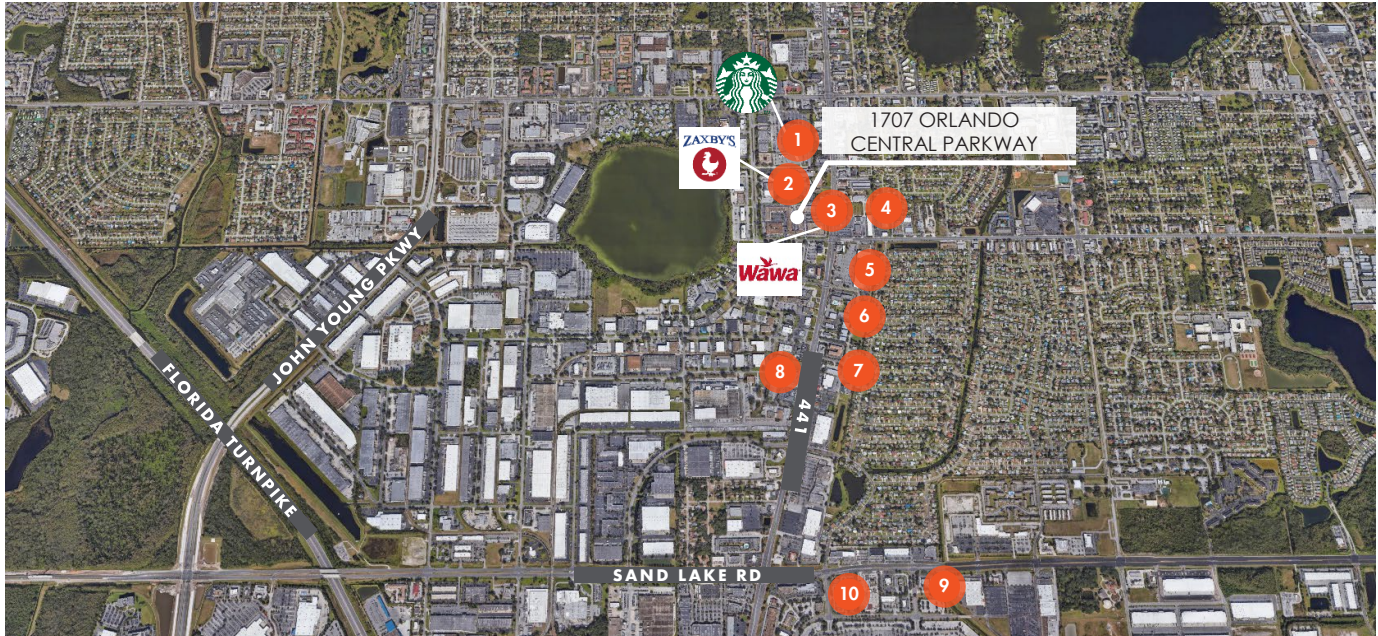 1
1707 ORLANDO
CENTRAL PARKWAY
ZAXBY'S
2
3
4
Wawa
5
JOHN YOUNG PKWY
6
8
7
FLORIDA TURNPIKE
441
SAND LAKE RD
10
9